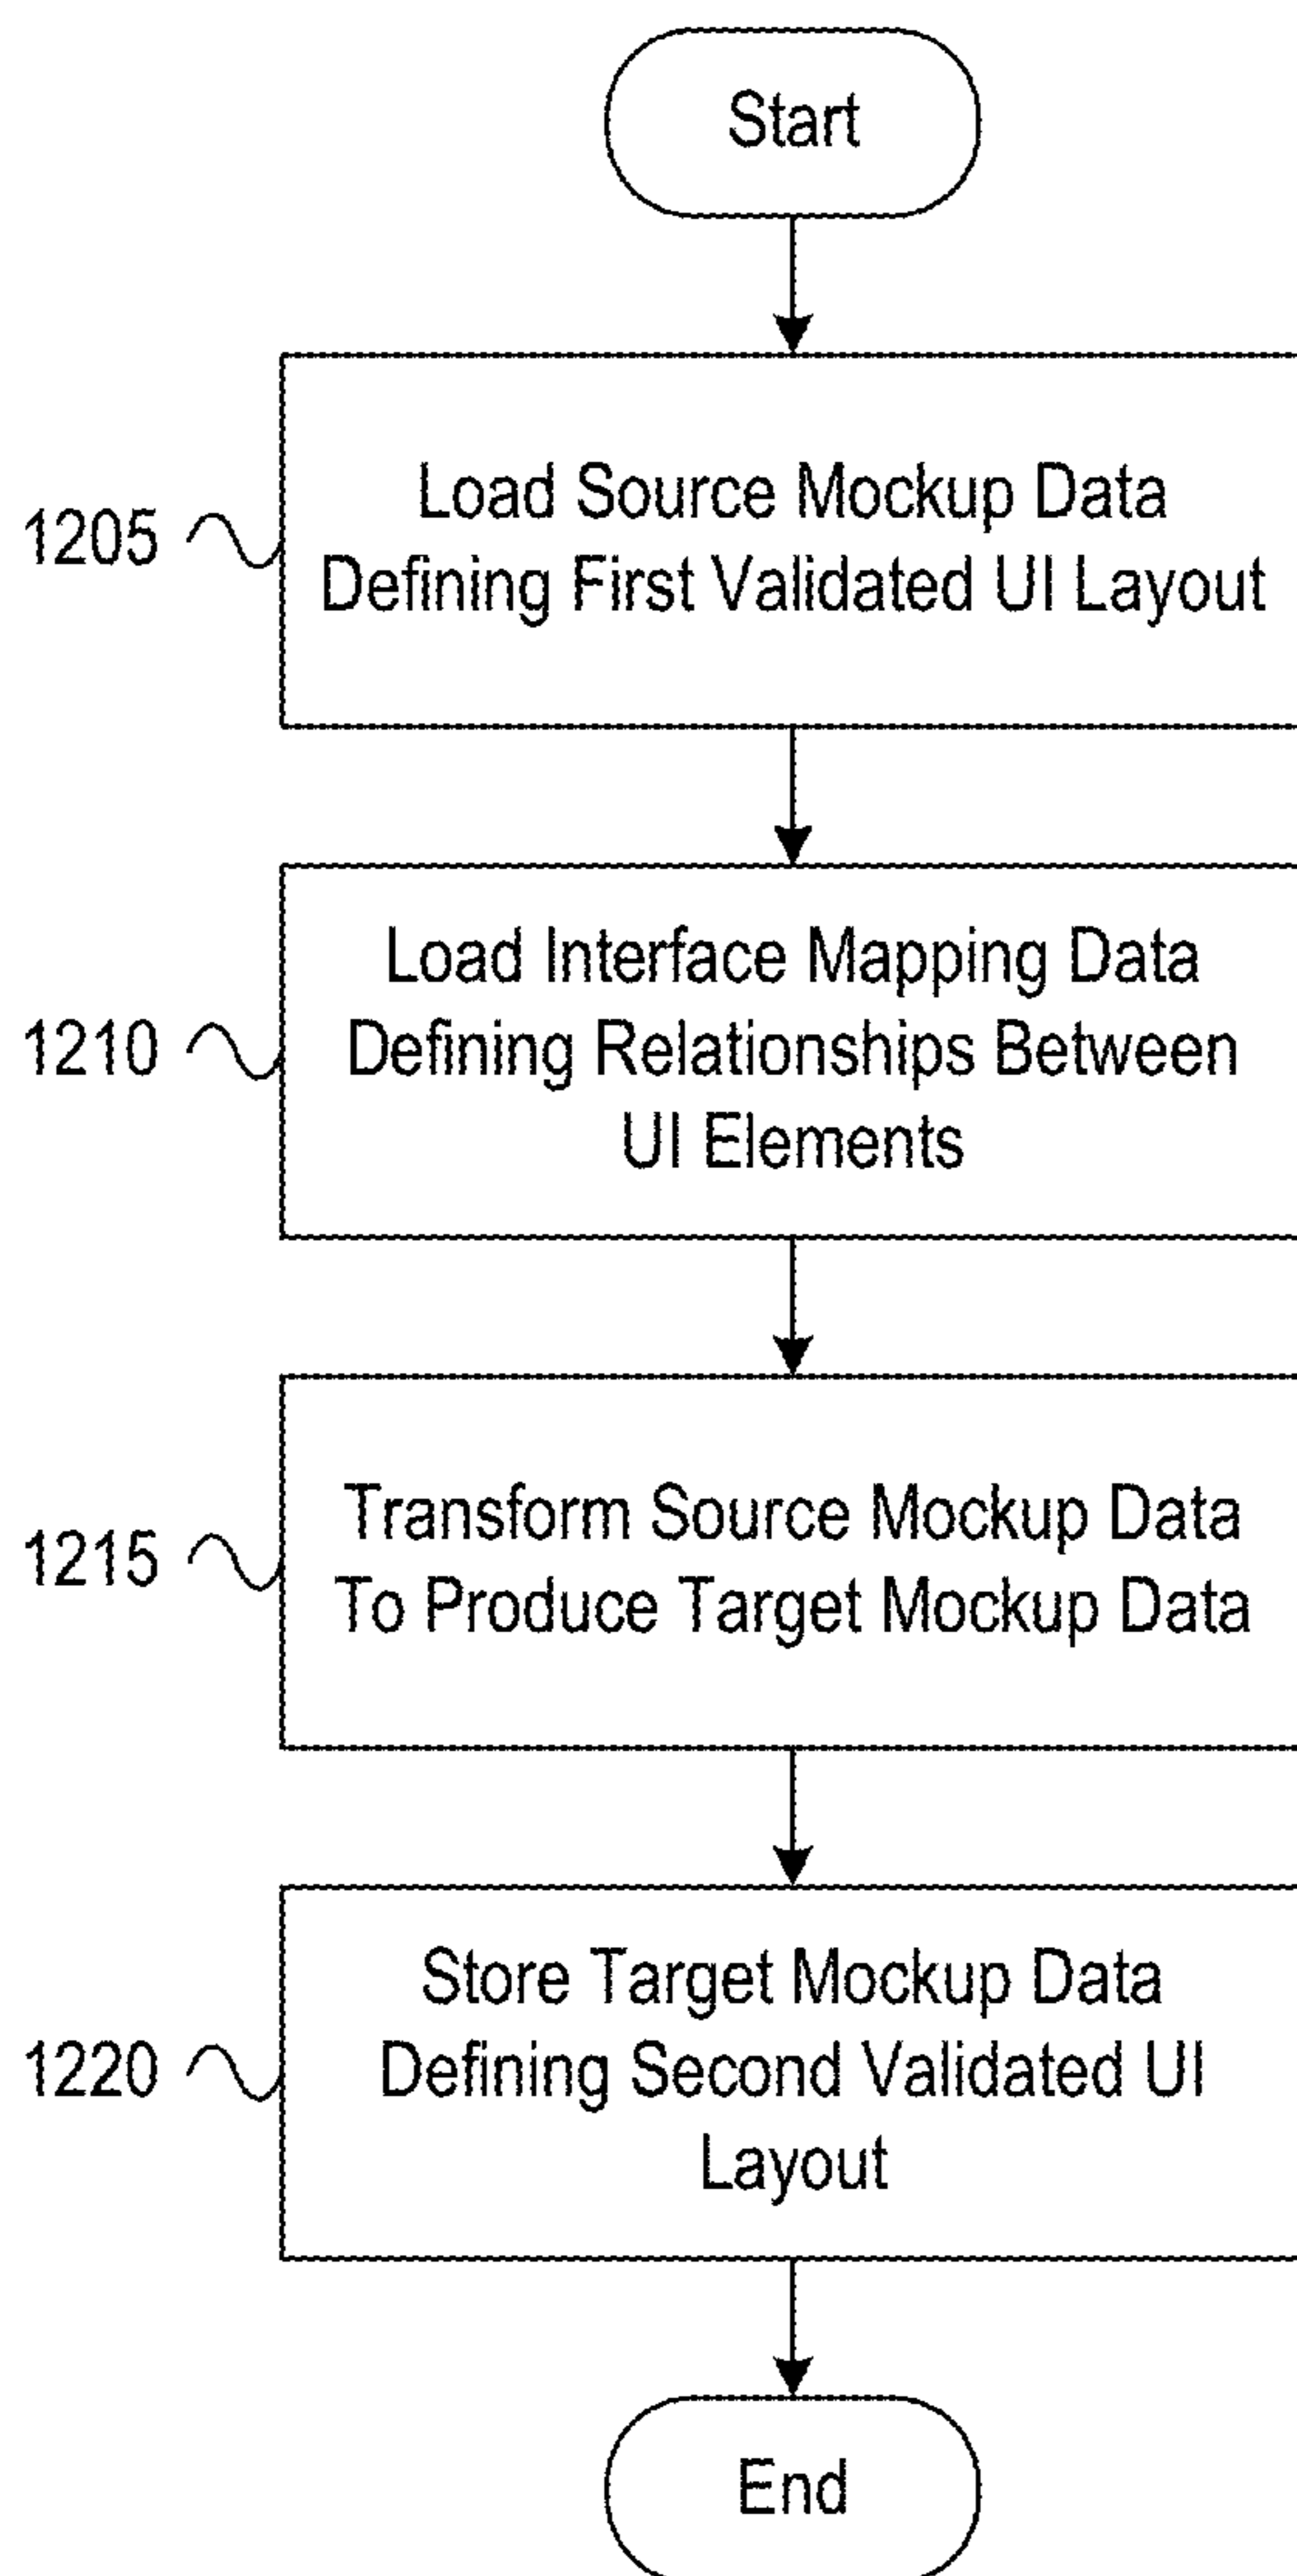 Start
1205
Load Source Mockup Data
Defining First Validated UI Layout
1210
Load Interface Mapping Data
Defining Relationships Between
UI Elements
1215
Transform Source Mockup Data
To Produce Target Mockup Data
1220
Store Target Mockup Data
Defining Second Validated UI
Layout
End